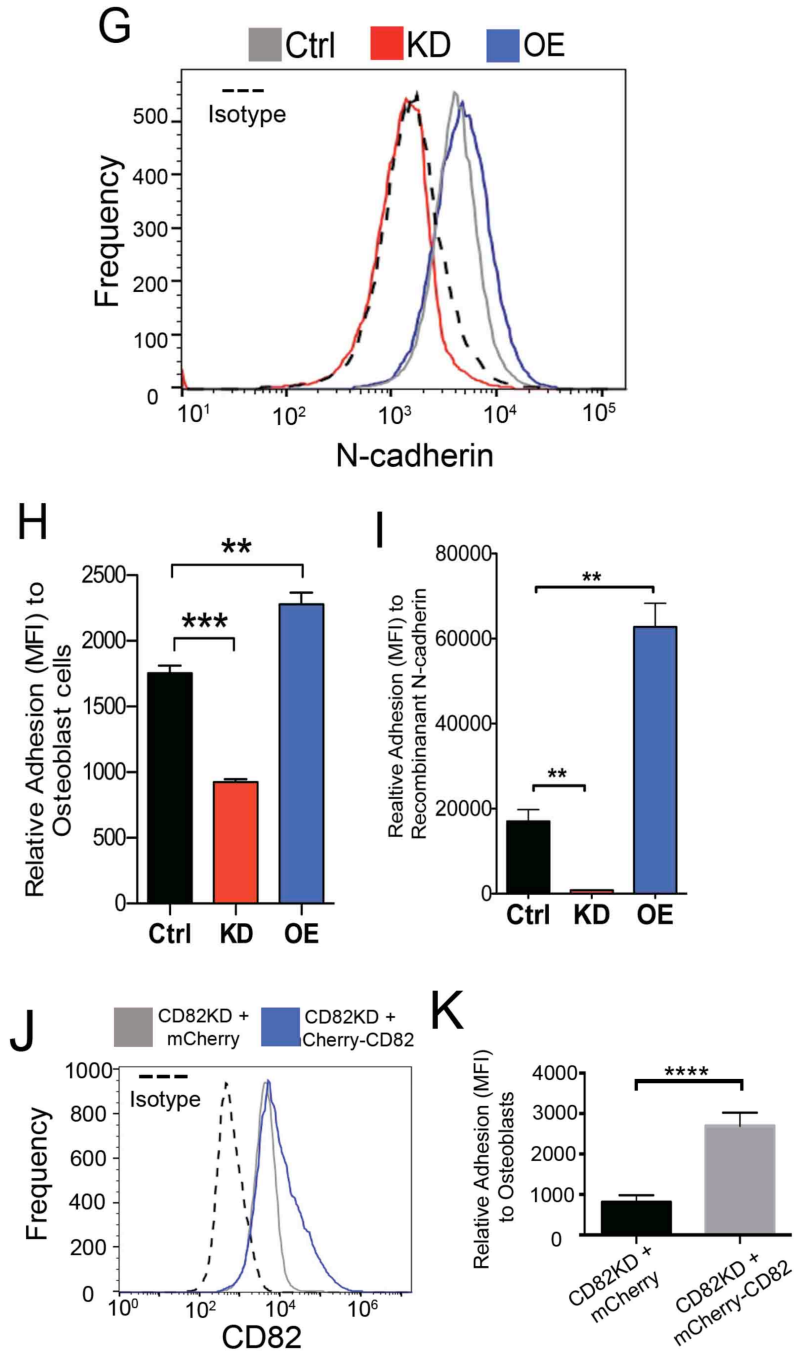 G
Ctrl KD OE
Isotype
Frequency
500
400
300
200
100
0
10¹ 10² 10³ 10⁴ 10⁵
N-cadherin
H
Relative Adhesion (MFI) to
Osteoblast cells
2500
2000
1500
1000
500
0
**
***
Ctrl KD OE
I
Realtive Adhesion (MFI) to
Recombinanant N-cadherin
80000
60000
40000
20000
0
**
**
Ctrl KD OE
J
CD82KD +
mCherry
CD82KD +
mCherry-CD82
Isotype
Frequency
1000
800
600
400
200
0
10⁰ 10² 10⁴ 10⁶
CD82
K
Relative Adhesion (MFI)
to Osteoblasts
4000
3000
2000
1000
0
****
CD82KD +
mCherry
CD82KD +
mCherry-CD82